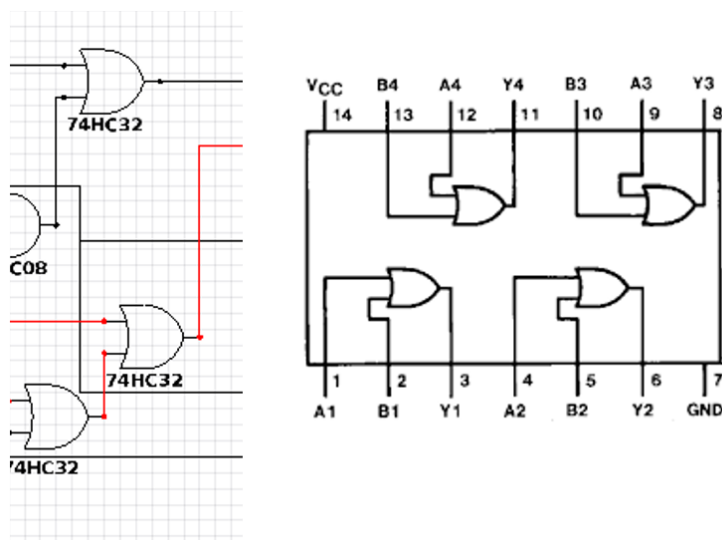 74HC32
C08
74HC32
74HC32
VCC B4 A4 Y4 B3 A3 Y3
14 13 12 11 10 9 8
1 2 3 4 5 6 7
A1 B1 Y1 A2 B2 Y2 GND